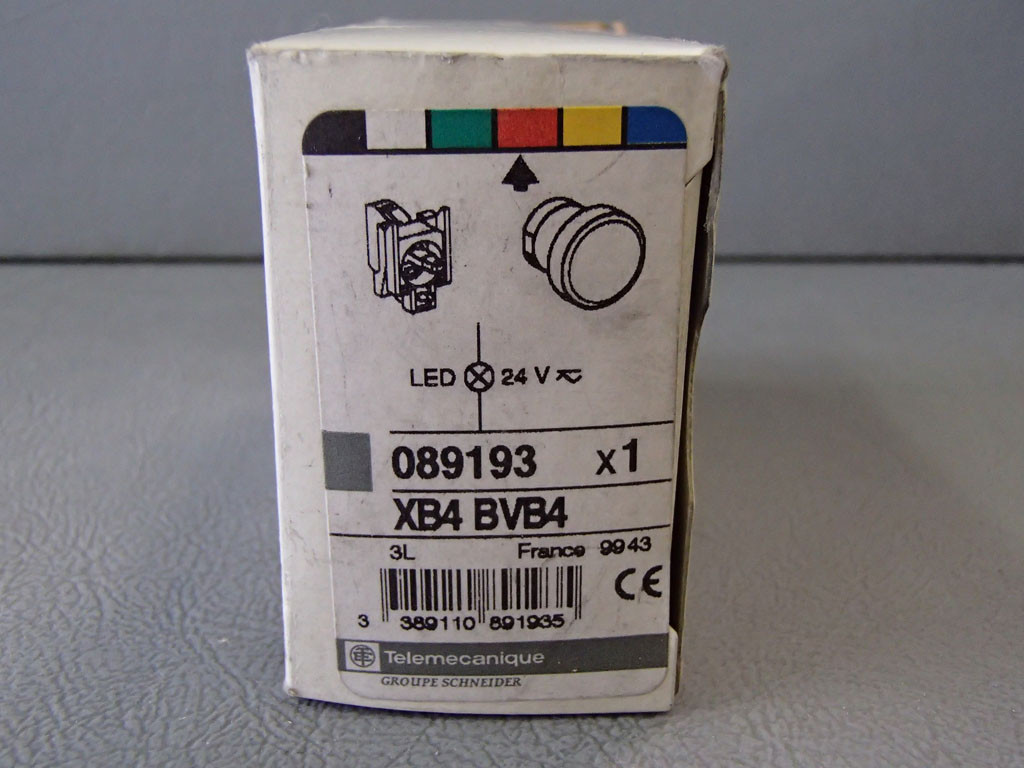 LED 24 V
089193 x1
XB4 BVB4
3L France 9943
CE
3 389110 891935
Telemecanique
GROUPE SCHNEIDER